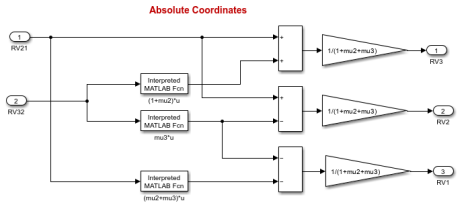 Absolute Coordinates
1
RV21
+
+
1/(1+mu2+mu3)
1
RV3
Interpreted
MATLAB Fcn
(1+mu2)*u
2
RV32
+
−
1/(1+mu2+mu3)
2
RV2
Interpreted
MATLAB Fcn
mu3*u
−
−
1/(1+mu2+mu3)
3
RV1
Interpreted
MATLAB Fcn
(mu2+mu3)*u